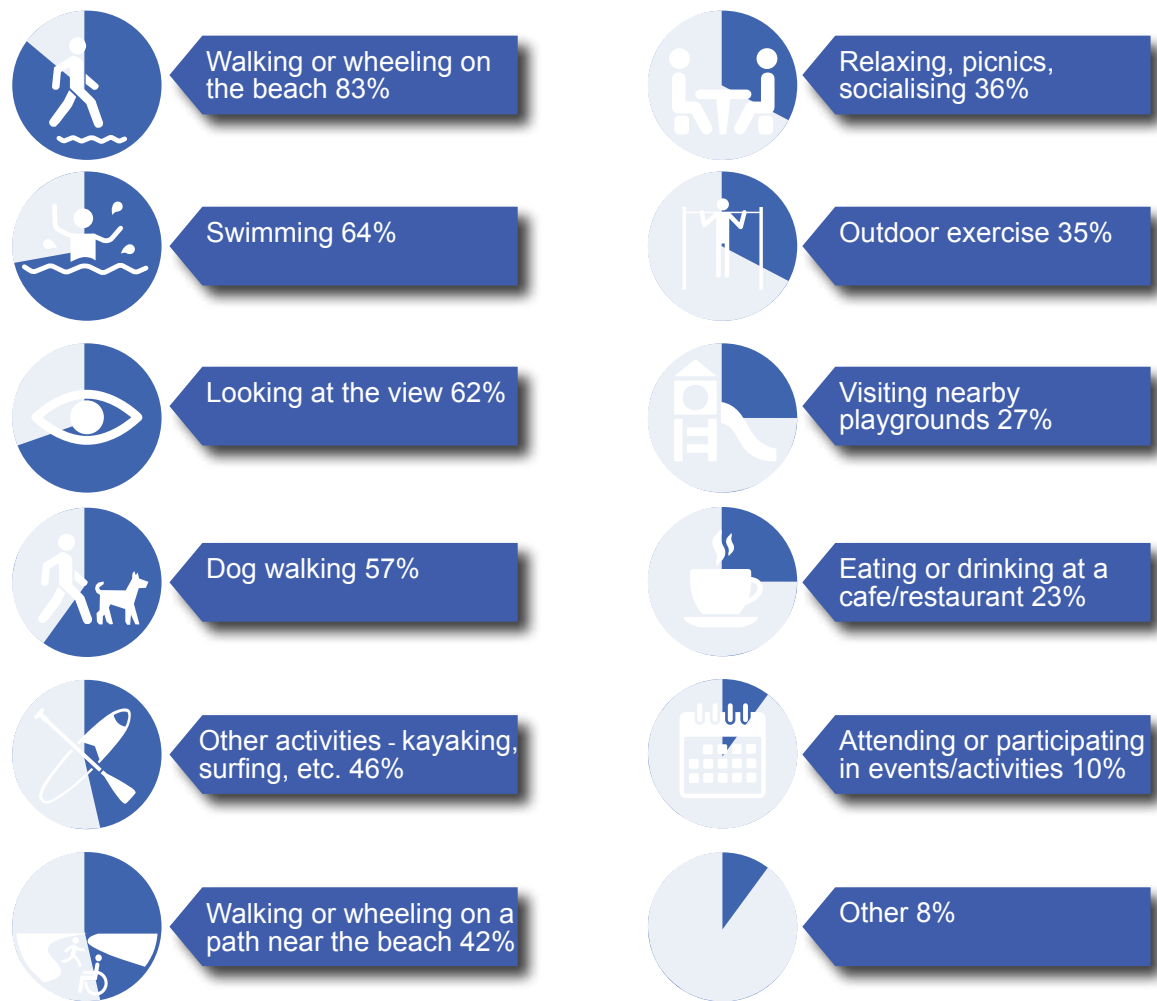 Walking or wheeling on
the beach 83%
Swimming 64%
Looking at the view 62%
Dog walking 57%
Other activities - kayaking,
surfing, etc. 46%
Walking or wheeling on a
path near the beach 42%
Relaxing, picnics,
socialising 36%
Outdoor exercise 35%
Visiting nearby
playgrounds 27%
Eating or drinking at a
cafe/restaurant 23%
Attending or participating
in events/activities 10%
Other 8%